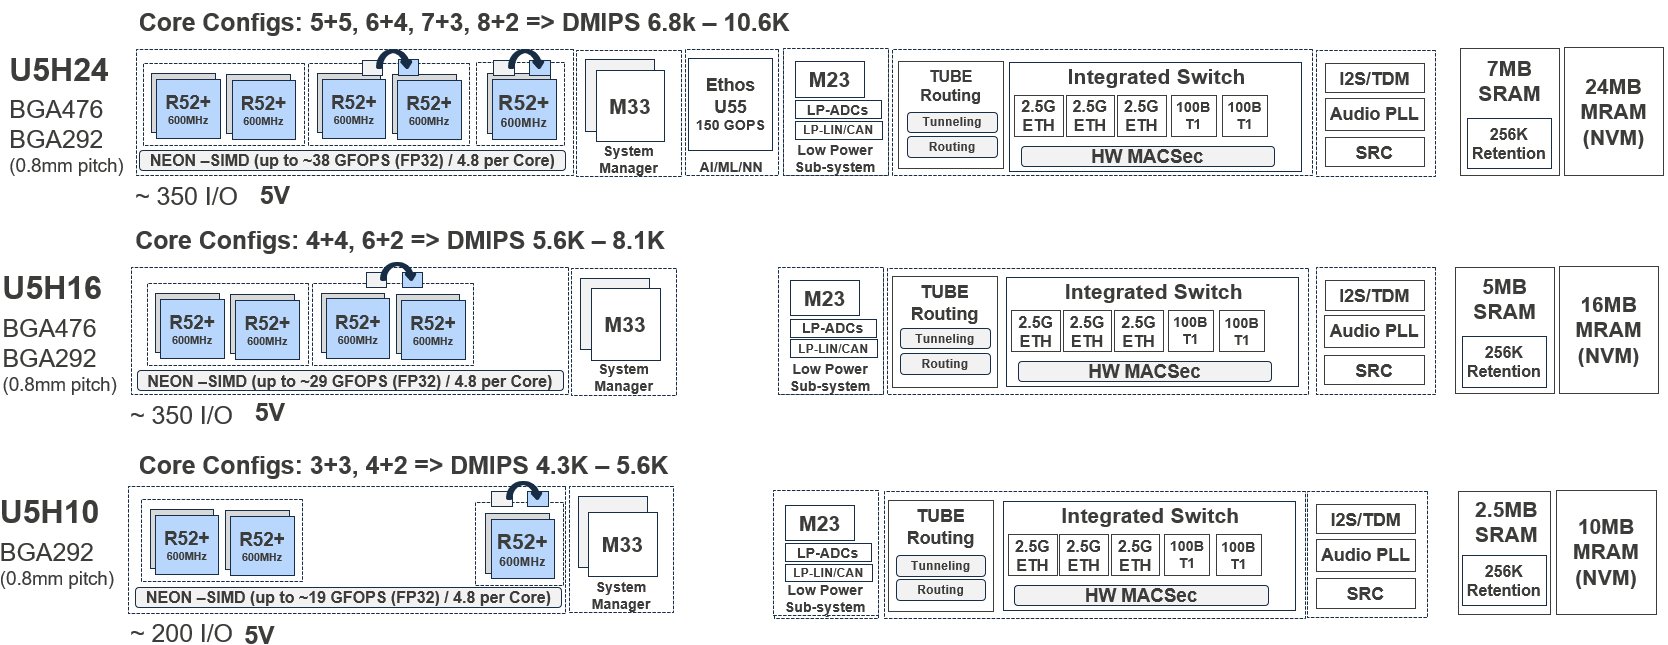 Core Configs: 5+5, 6+4, 7+3, 8+2 => DMIPS 6.8k – 10.6K
U5H24
BGA476
BGA292
(0.8mm pitch)
R52+
600MHz
R52+
600MHz
R52+
600MHz
R52+
600MHz
R52+
600MHz
NEON –SIMD (up to ~38 GFOPS (FP32) / 4.8 per Core)
M33
System
Manager
Ethos
U55
150 GOPS
AI/ML/NN
M23
LP-ADCs
LP-LIN/CAN
Low Power
Sub-system
TUBE
Routing
Tunneling
Routing
Integrated Switch
2.5G
ETH
2.5G
ETH
2.5G
ETH
100B
T1
100B
T1
HW MACSec
I2S/TDM
Audio PLL
SRC
7MB
SRAM
256K
Retention
24MB
MRAM
(NVM)
~ 350 I/O 5V
Core Configs: 4+4, 6+2 => DMIPS 5.6K – 8.1K
U5H16
BGA476
BGA292
(0.8mm pitch)
R52+
600MHz
R52+
600MHz
R52+
600MHz
R52+
600MHz
NEON –SIMD (up to ~29 GFOPS (FP32) / 4.8 per Core)
M33
System
Manager
M23
LP-ADCs
LP-LIN/CAN
Low Power
Sub-system
TUBE
Routing
Tunneling
Routing
Integrated Switch
2.5G
ETH
2.5G
ETH
2.5G
ETH
100B
T1
100B
T1
HW MACSec
I2S/TDM
Audio PLL
SRC
5MB
SRAM
256K
Retention
16MB
MRAM
(NVM)
~ 350 I/O 5V
Core Configs: 3+3, 4+2 => DMIPS 4.3K – 5.6K
U5H10
BGA292
(0.8mm pitch)
R52+
600MHz
R52+
600MHz
R52+
600MHz
NEON –SIMD (up to ~19 GFOPS (FP32) / 4.8 per Core)
M33
System
Manager
M23
LP-ADCs
LP-LIN/CAN
Low Power
Sub-system
TUBE
Routing
Tunneling
Routing
Integrated Switch
2.5G
ETH
2.5G
ETH
2.5G
ETH
100B
T1
100B
T1
HW MACSec
I2S/TDM
Audio PLL
SRC
2.5MB
SRAM
256K
Retention
10MB
MRAM
(NVM)
~ 200 I/O 5V